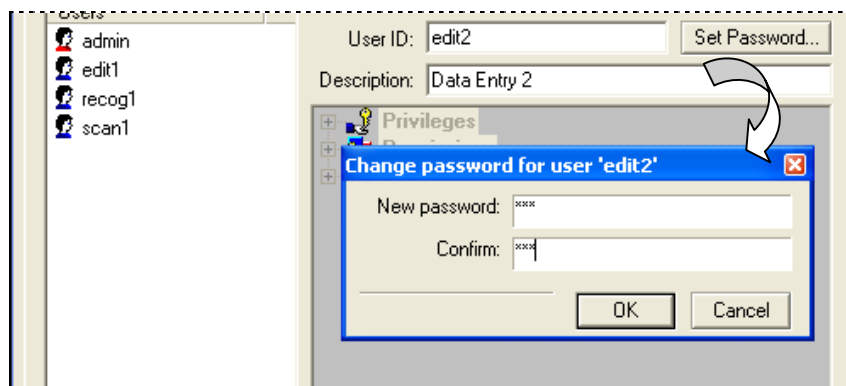 Users
admin
edit1
recog1
scan1
User ID: edit2 Set Password...
Description: Data Entry 2
Privileges
Change password for user 'edit2'
New password: ***
Confirm: ***
OK Cancel